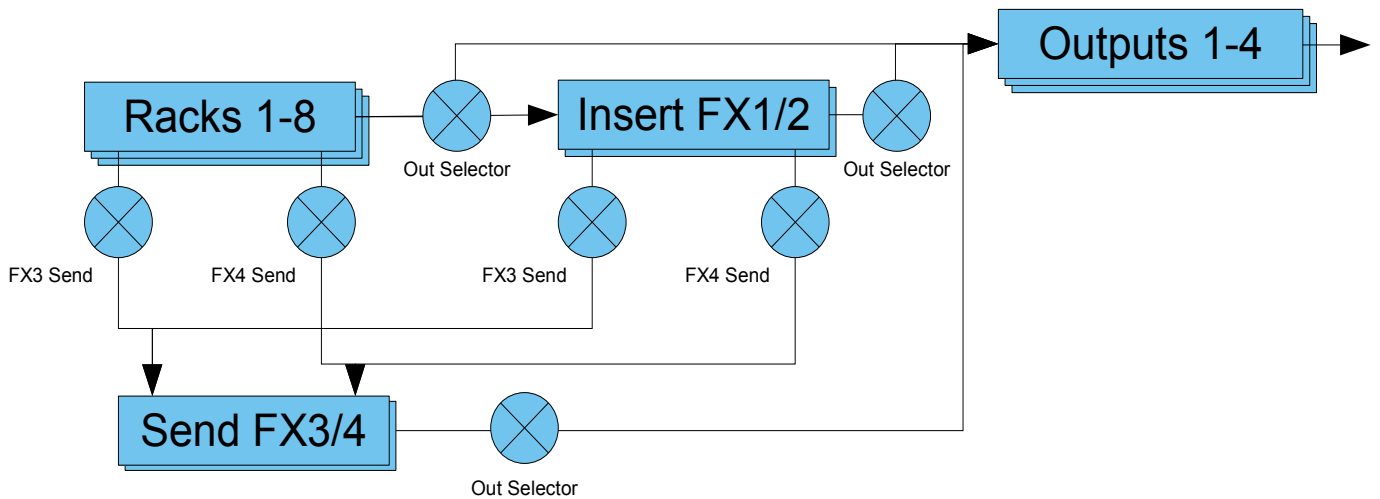 Outputs 1-4
Racks 1-8
Insert FX1/2
Out Selector
Out Selector
FX3 Send
FX4 Send
FX3 Send
FX4 Send
Send FX3/4
Out Selector